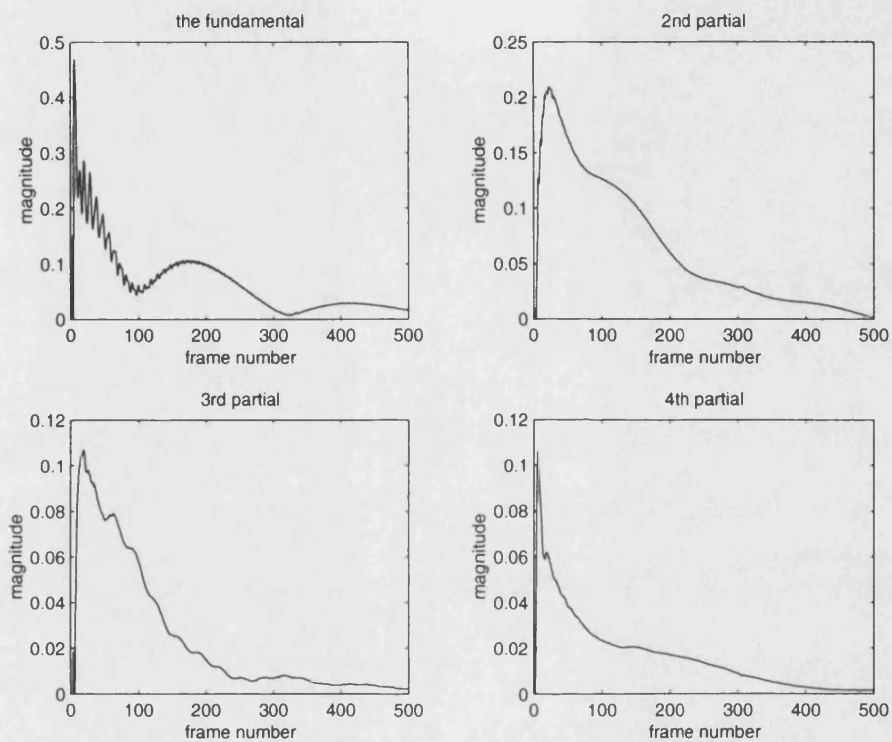 the fundamental
0.5
0.4
0.3
0.2
0.1
0
magnitude
0 100 200 300 400 500
frame number
2nd partial
0.25
0.2
0.15
0.1
0.05
0
magnitude
0 100 200 300 400 500
frame number
3rd partial
0.12
0.1
0.08
0.06
0.04
0.02
0
magnitude
0 100 200 300 400 500
frame number
4th partial
0.12
0.1
0.08
0.06
0.04
0.02
0
magnitude
0 100 200 300 400 500
frame number